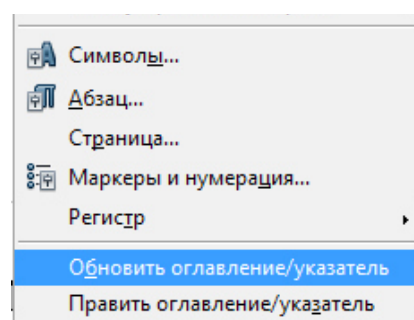 Символы...
Абзац...
Страница...
Маркеры и нумерация...
Регистр
Обновить оглавление/указатель
Править оглавление/указатель